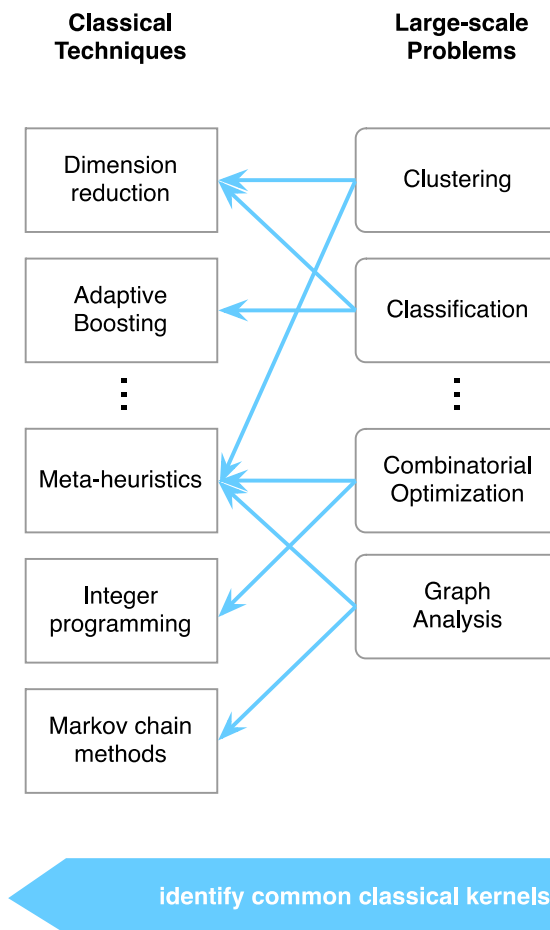 Classical
Techniques
Large-scale
Problems
Dimension
reduction
Clustering
Adaptive
Boosting
Classification
Meta-heuristics
Combinatorial
Optimization
Integer
programming
Graph
Analysis
Markov chain
methods
identify common classical kernels